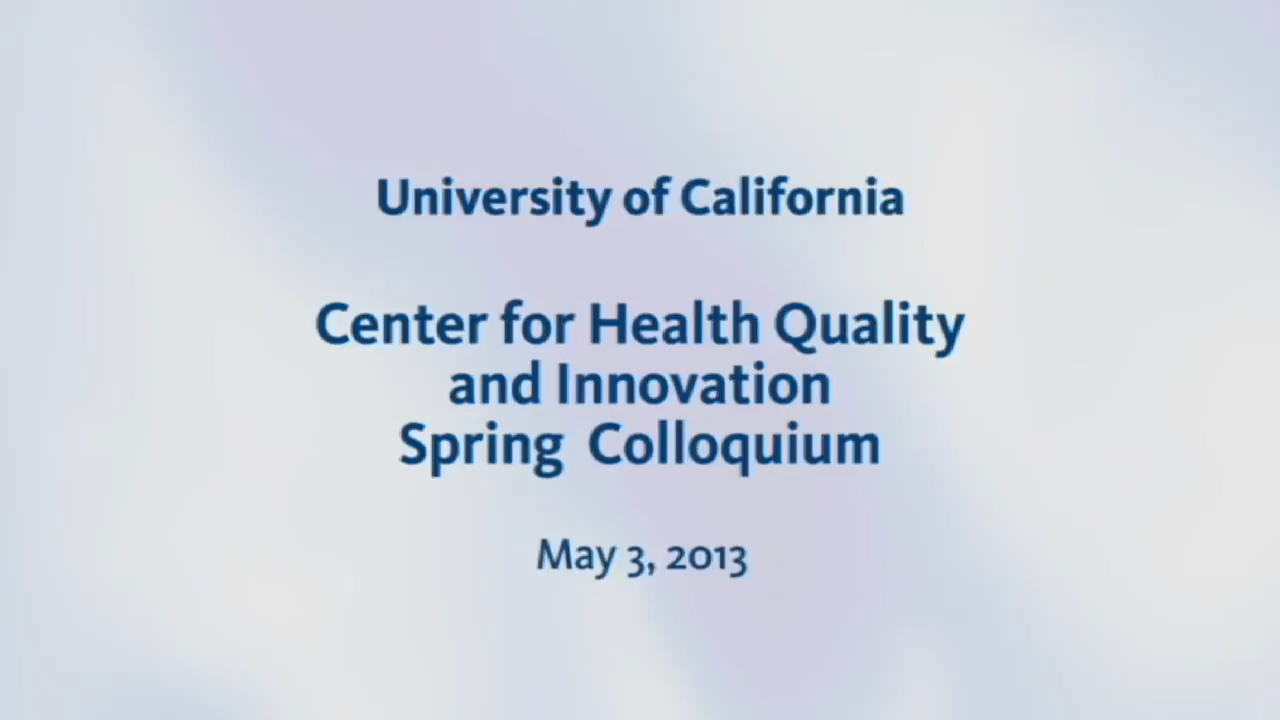 University of California
Center for Health Quality
and Innovation
Spring Colloquium
May 3, 2013